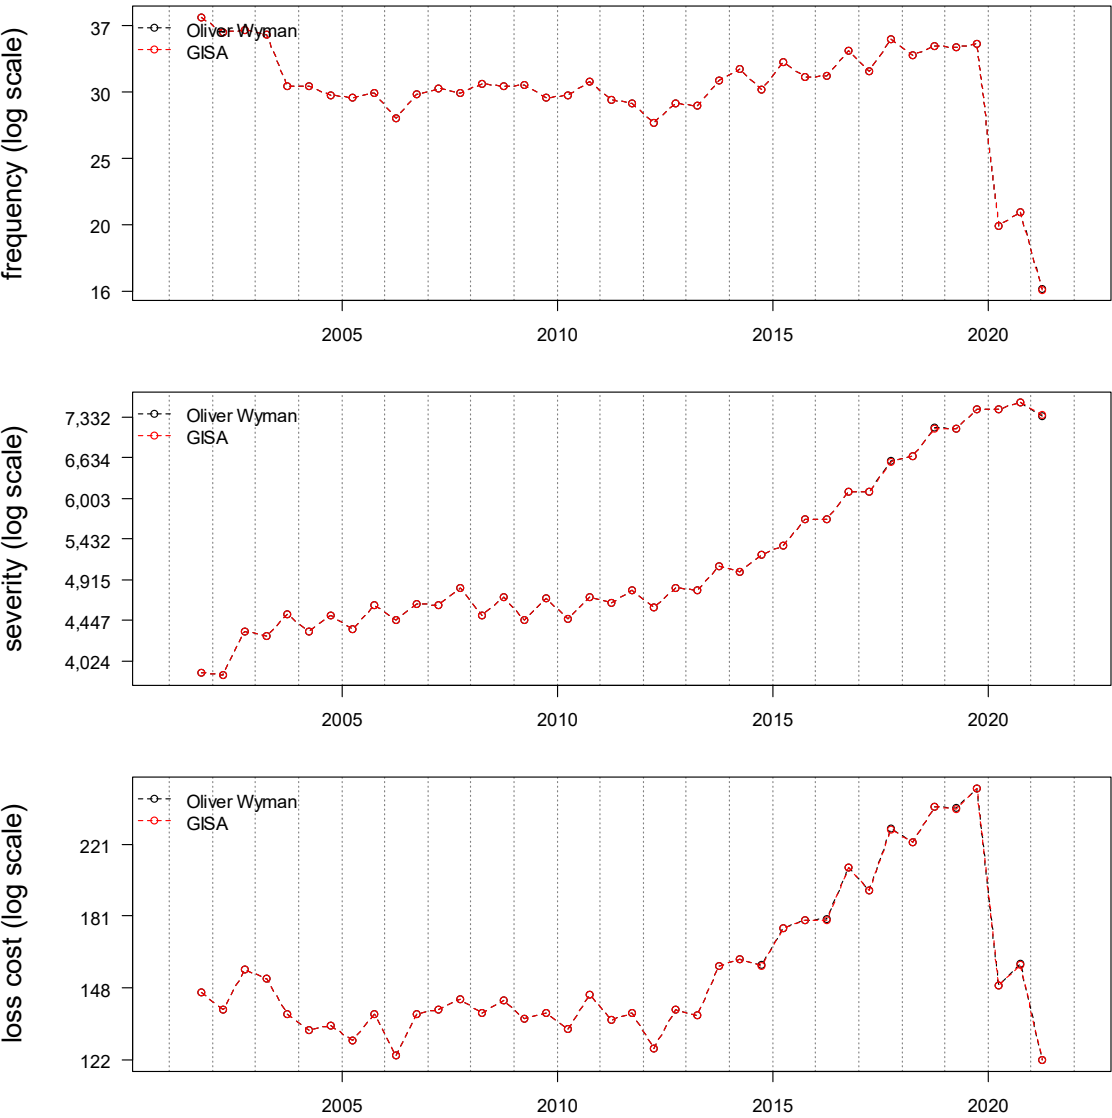 frequency (log scale)
37
30
25
20
16
Oliver Wyman
GISA
2005 2010 2015 2020
severity (log scale)
7,332
6,634
6,003
5,432
4,915
4,447
4,024
Oliver Wyman
GISA
2005 2010 2015 2020
loss cost (log scale)
221
181
148
122
Oliver Wyman
GISA
2005 2010 2015 2020